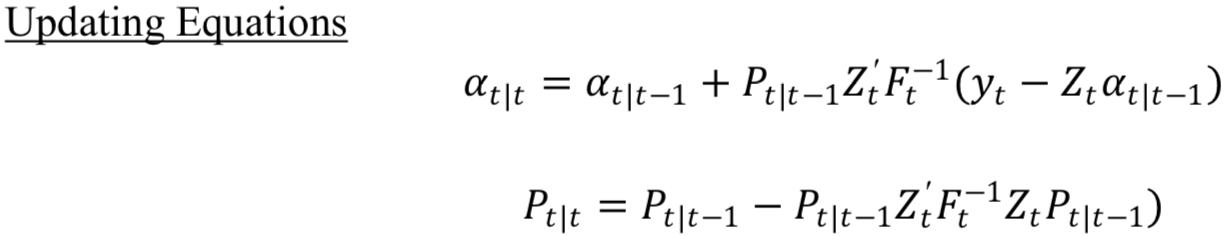 Updating Equations
α_{t|t} = α_{t|t−1} + P_{t|t−1}Z_t^{'}F_t^{−1}(y_t − Z_tα_{t|t−1})
P_{t|t} = P_{t|t−1} − P_{t|t−1}Z_t^{'}F_t^{−1}Z_tP_{t|t−1})